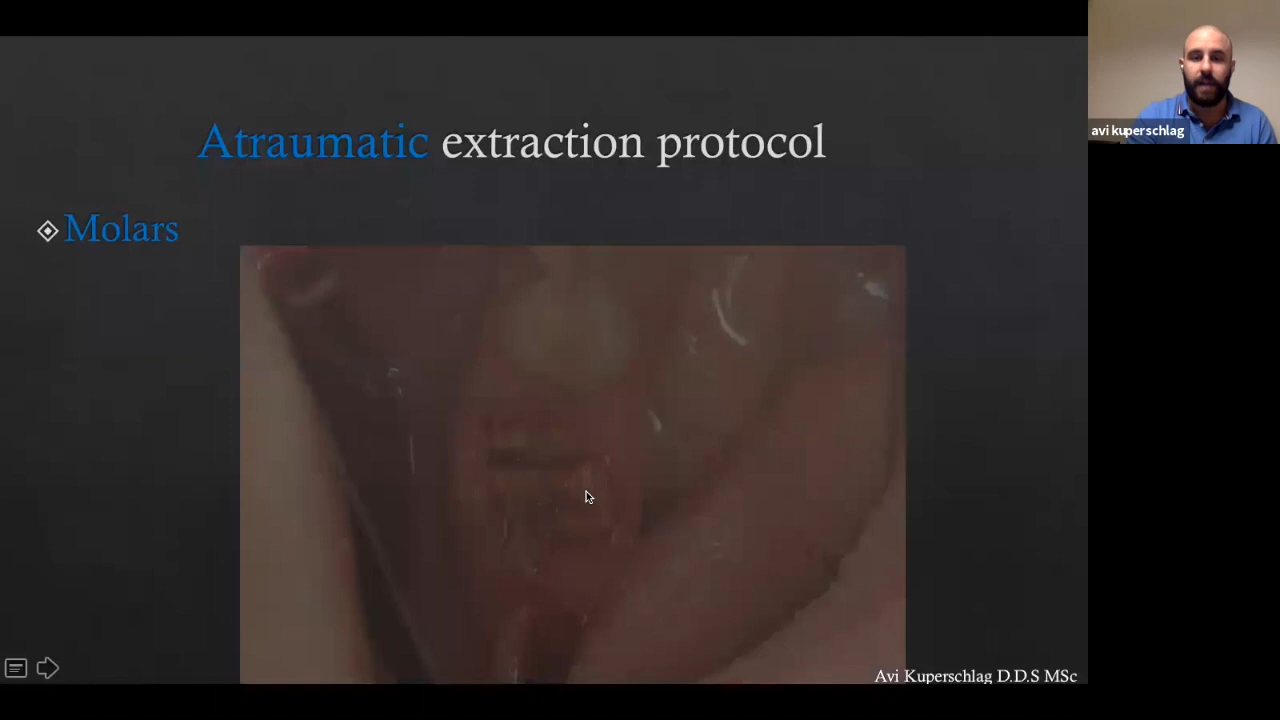 Atraumatic extraction protocol
Molars
avi kuperschlag
Avi Kuperschlag D.D.S MSc